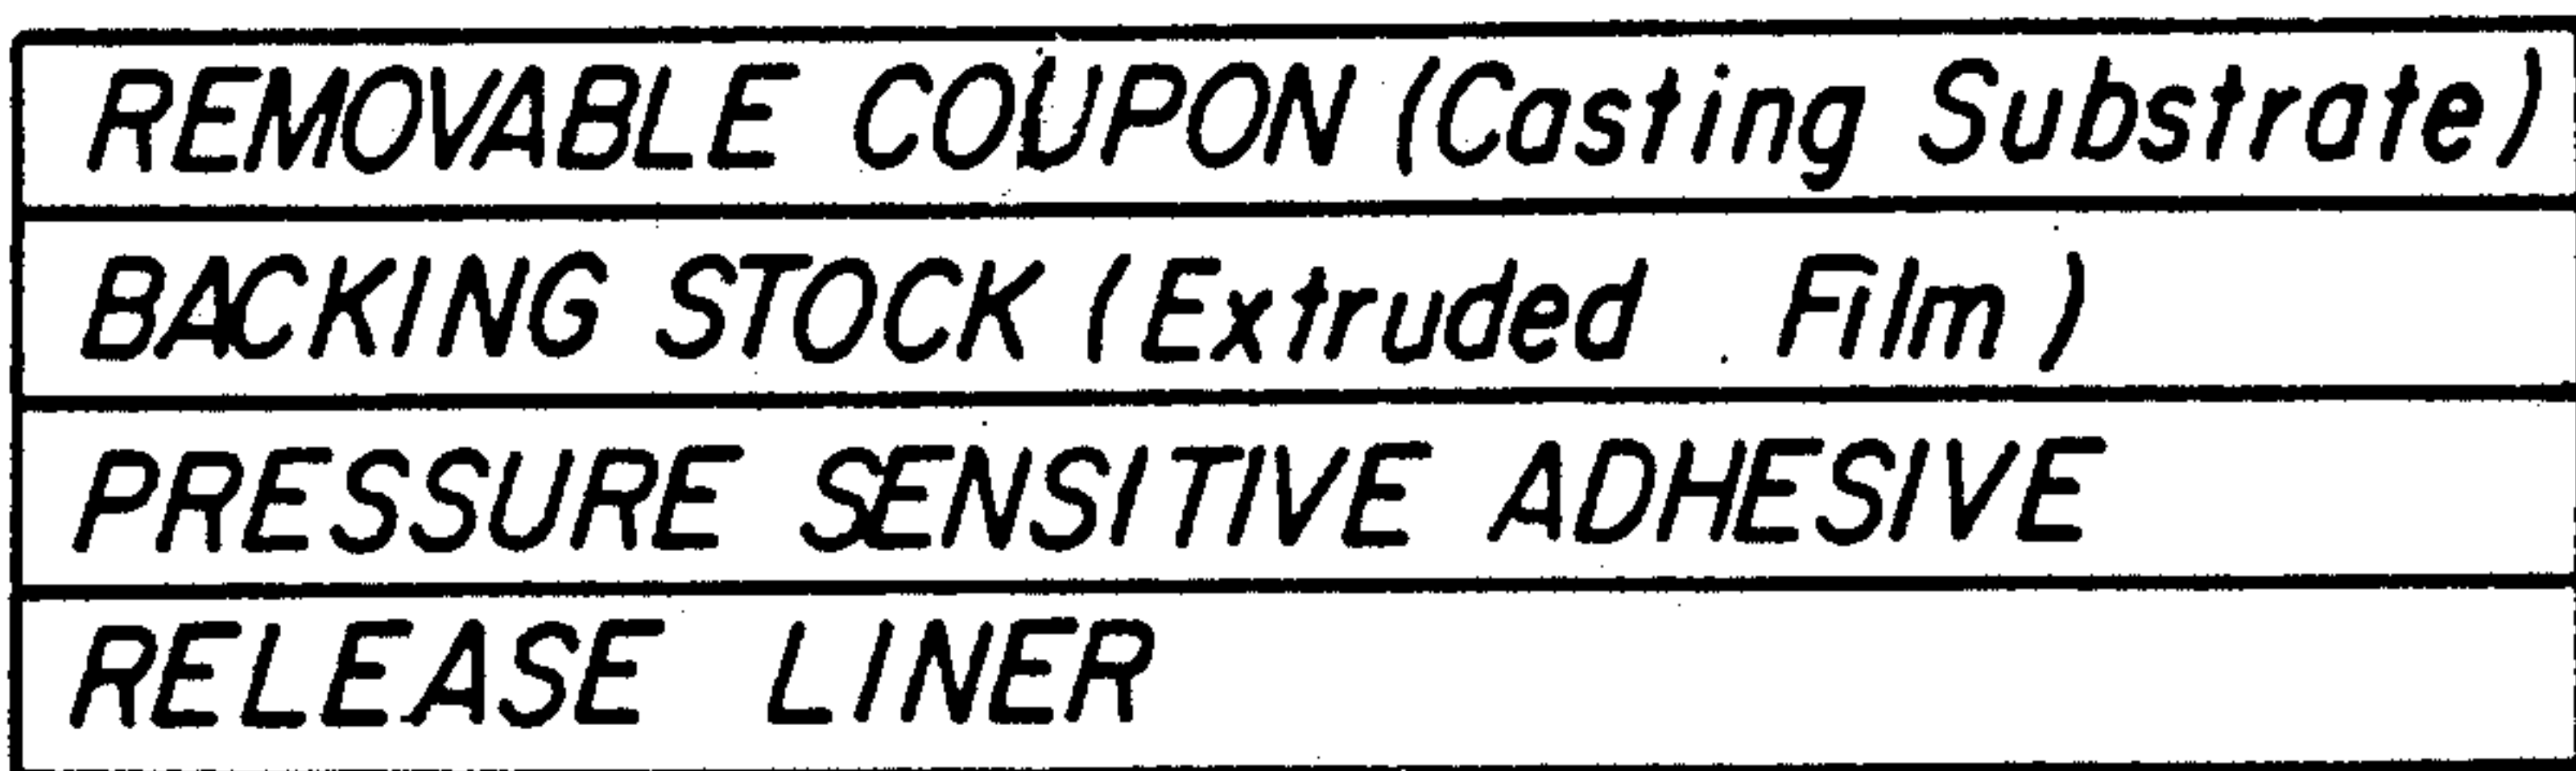 REMOVABLE COUPON (Casting Substrate)
BACKING STOCK (Extruded Film)
PRESSURE SENSITIVE ADHESIVE
RELEASE LINER